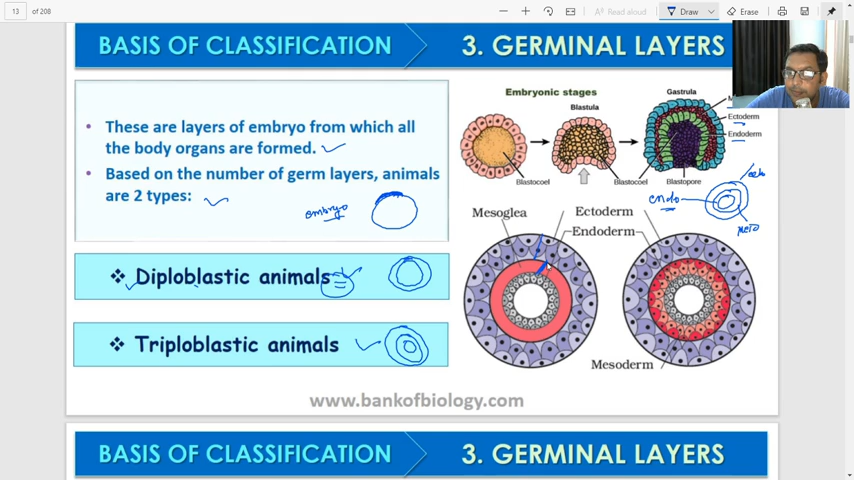 13 of 208
Read aloud
Draw
Erase
BASIS OF CLASSIFICATION
3. GERMINAL LAYERS
• These are layers of embryo from which all
the body organs are formed.
• Based on the number of germ layers, animals
are 2 types:
embryo
❖ Diploblastic animals
❖ Triploblastic animals
Embryonic stages
Blastula
Gastrula
Ectoderm
Endoderm
Blastocoel
Blastocoel
Blastopore
endo
ecto
meso
Mesoglea
Ectoderm
Endoderm
Mesoderm
www.bankofbiology.com
BASIS OF CLASSIFICATION
3. GERMINAL LAYERS